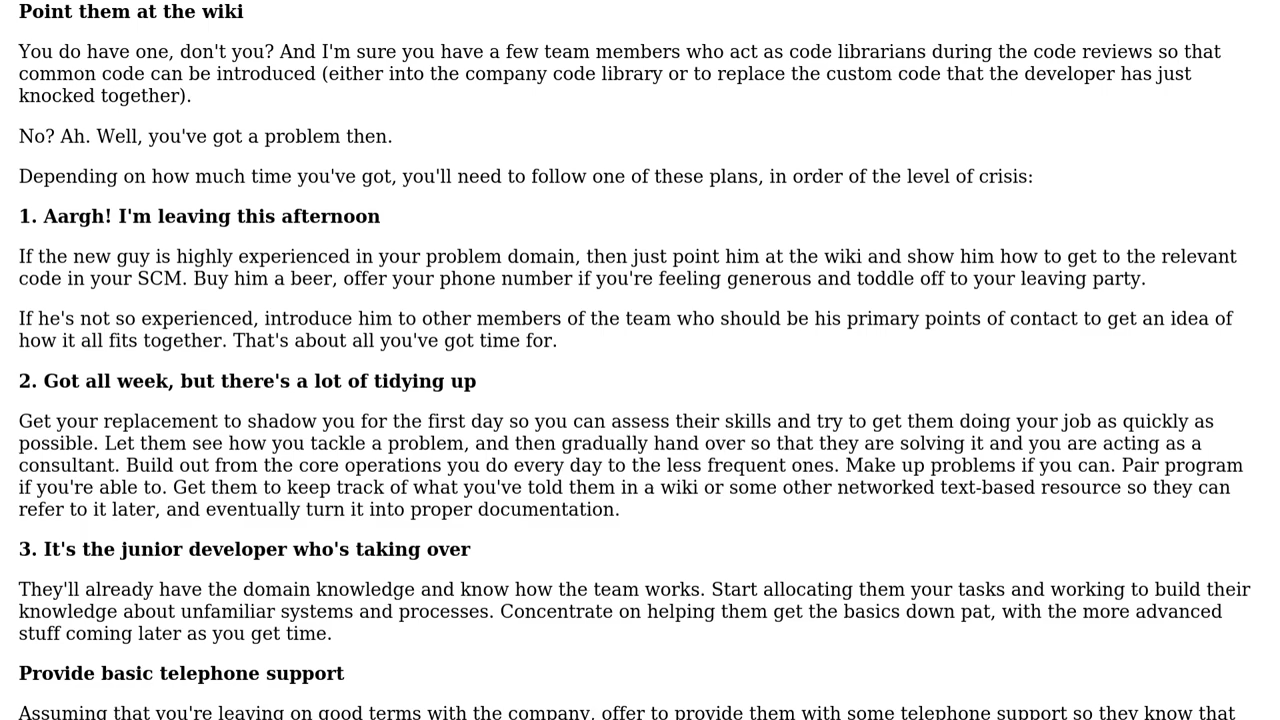 Point them at the wiki
You do have one, don't you? And I'm sure you have a few team members who act as code librarians during the code reviews so that
common code can be introduced (either into the company code library or to replace the custom code that the developer has just
knocked together).
No? Ah. Well, you've got a problem then.
Depending on how much time you've got, you'll need to follow one of these plans, in order of the level of crisis:
1. Aargh! I'm leaving this afternoon
If the new guy is highly experienced in your problem domain, then just point him at the wiki and show him how to get to the relevant
code in your SCM. Buy him a beer, offer your phone number if you're feeling generous and toddle off to your leaving party.
If he's not so experienced, introduce him to other members of the team who should be his primary points of contact to get an idea of
how it all fits together. That's about all you've got time for.
2. Got all week, but there's a lot of tidying up
Get your replacement to shadow you for the first day so you can assess their skills and try to get them doing your job as quickly as
possible. Let them see how you tackle a problem, and then gradually hand over so that they are solving it and you are acting as a
consultant. Build out from the core operations you do every day to the less frequent ones. Make up problems if you can. Pair program
if you're able to. Get them to keep track of what you've told them in a wiki or some other networked text-based resource so they can
refer to it later, and eventually turn it into proper documentation.
3. It's the junior developer who's taking over
They'll already have the domain knowledge and know how the team works. Start allocating them your tasks and working to build their
knowledge about unfamiliar systems and processes. Concentrate on helping them get the basics down pat, with the more advanced
stuff coming later as you get time.
Provide basic telephone support
Assuming that you're leaving on good terms with the company, offer to provide them with some telephone support so they know that